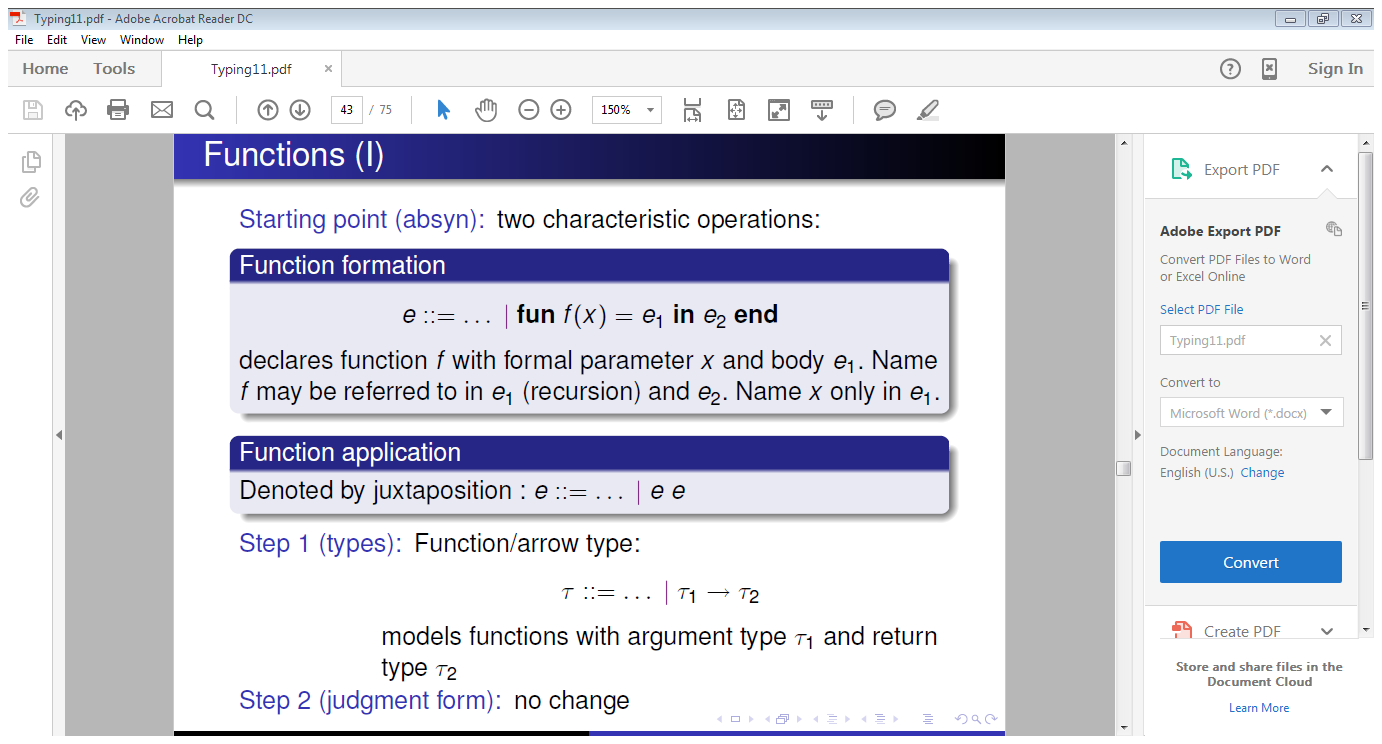 Typing11.pdf - Adobe Acrobat Reader DC
File Edit View Window Help
Home Tools Typing11.pdf × Sign In
43 / 75 150%
Functions (I)
Starting point (absyn): two characteristic operations:
Function formation
e ::= … | fun f(x) = e₁ in e₂ end
declares function f with formal parameter x and body e₁. Name
f may be referred to in e₁ (recursion) and e₂. Name x only in e₁.
Function application
Denoted by juxtaposition : e ::= … | e e
Step 1 (types): Function/arrow type:
τ ::= … | τ₁ → τ₂
models functions with argument type τ₁ and return
type τ₂
Step 2 (judgment form): no change
Export PDF
Adobe Export PDF
Convert PDF Files to Word
or Excel Online
Select PDF File
Typing11.pdf
Convert to
Microsoft Word (*.docx)
Document Language:
English (U.S.) Change
Convert
Create PDF
Store and share files in the
Document Cloud
Learn More